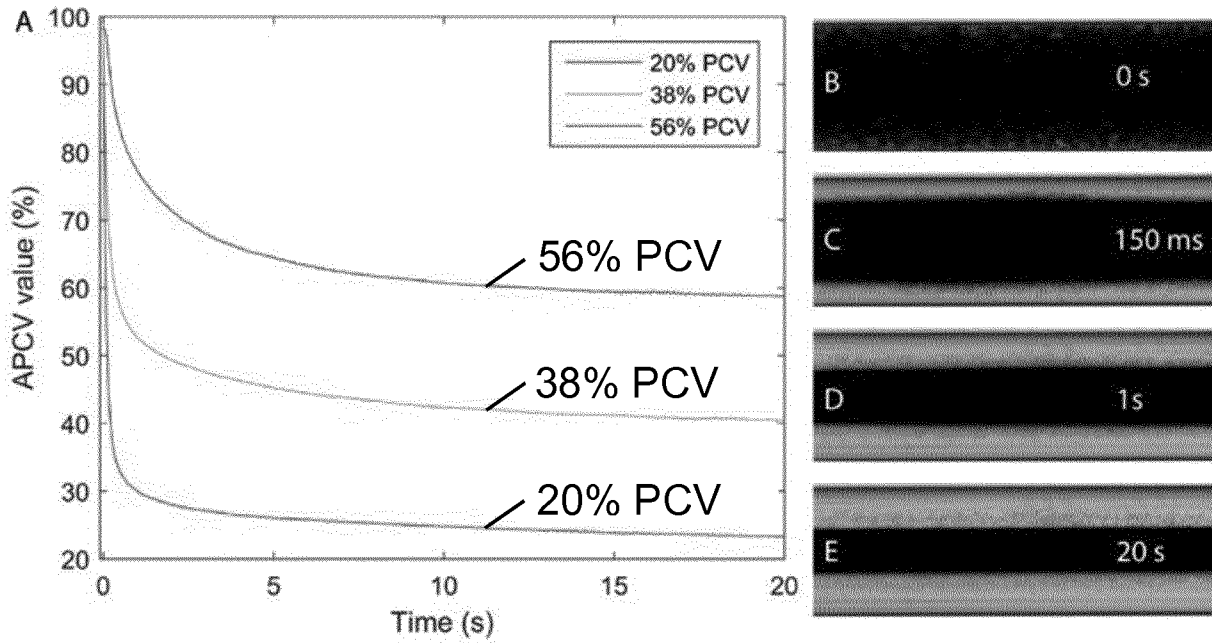 A
100
90
80
70
60
50
40
30
20
APCV value (%)
0
5
10
15
20
Time (s)
20% PCV
38% PCV
56% PCV
56% PCV
38% PCV
20% PCV
B
0 s
C
150 ms
D
1s
E
20 s